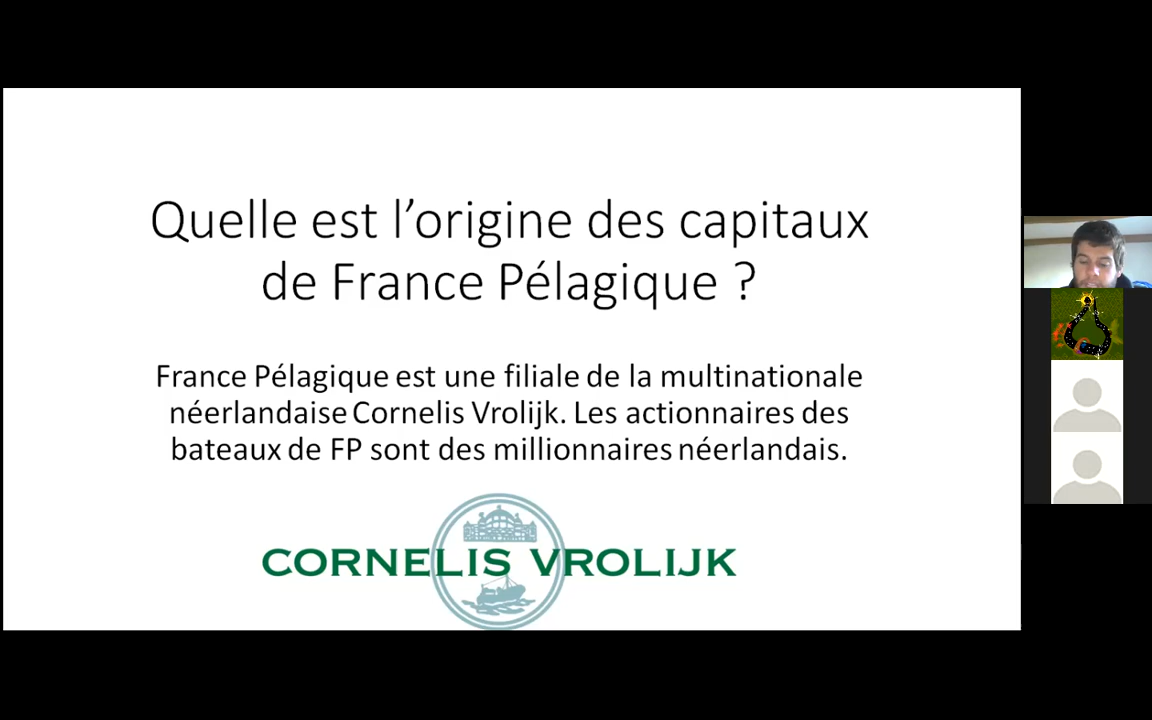 Quelle est l’origine des capitaux
de France Pélagique ?
France Pélagique est une filiale de la multinationale
néerlandaise Cornelis Vrolijk. Les actionnaires des
bateaux de FP sont des millionnaires néerlandais.
CORNELIS VROLIJK